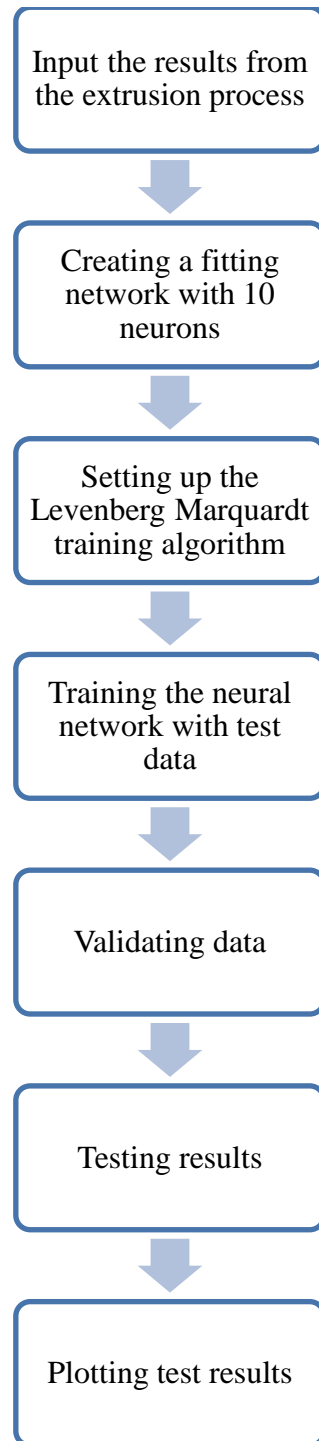 Input the results from
the extrusion process
Creating a fitting
network with 10
neurons
Setting up the
Levenberg Marquardt
training algorithm
Training the neural
network with test
data
Validating data
Testing results
Plotting test results